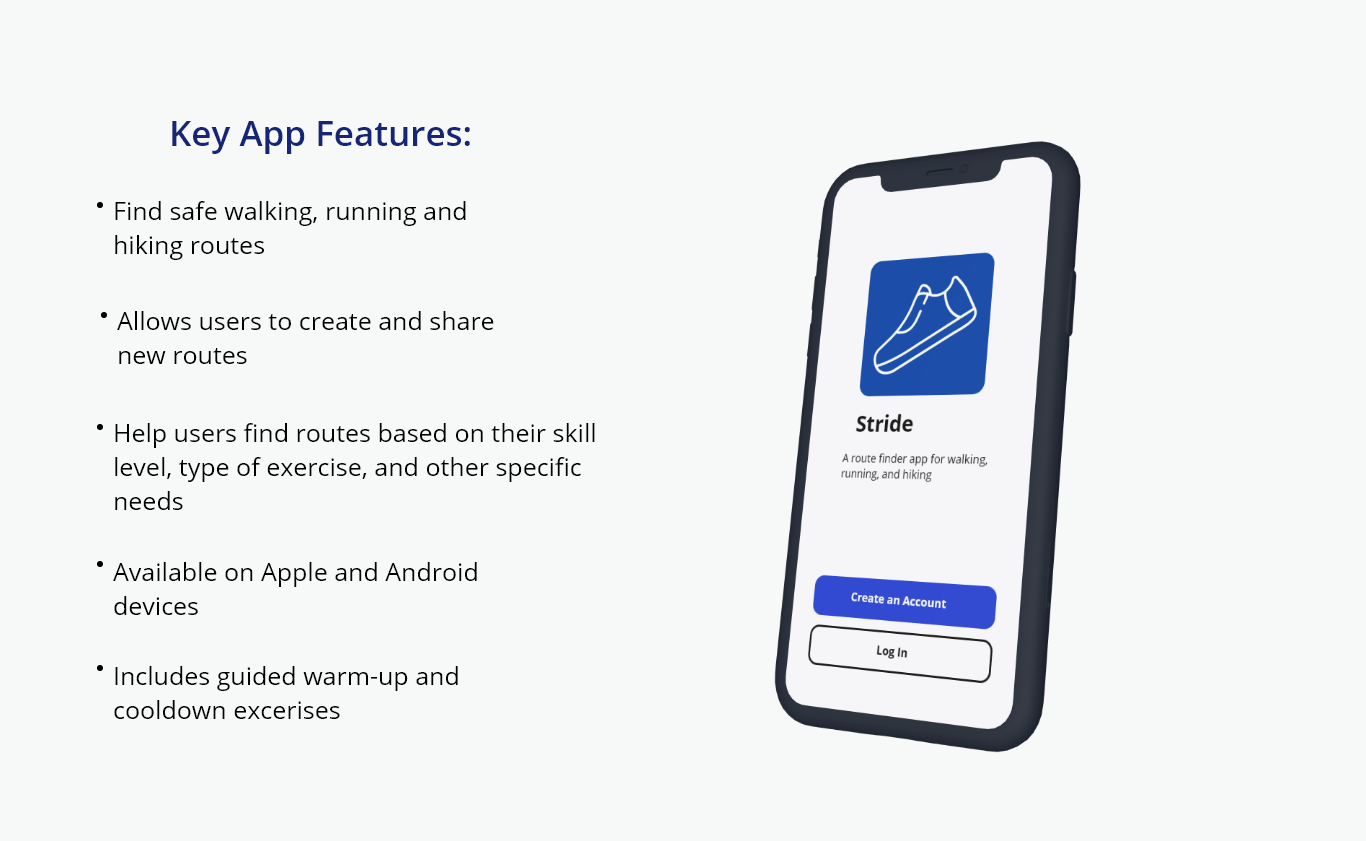 Key App Features:
• Find safe walking, running and
hiking routes
• Allows users to create and share
new routes
• Help users find routes based on their skill
level, type of exercise, and other specific
needs
• Available on Apple and Android
devices
• Includes guided warm-up and
cooldown excerises
Stride
A route finder app for walking,
running, and hiking
Create an Account
Log In